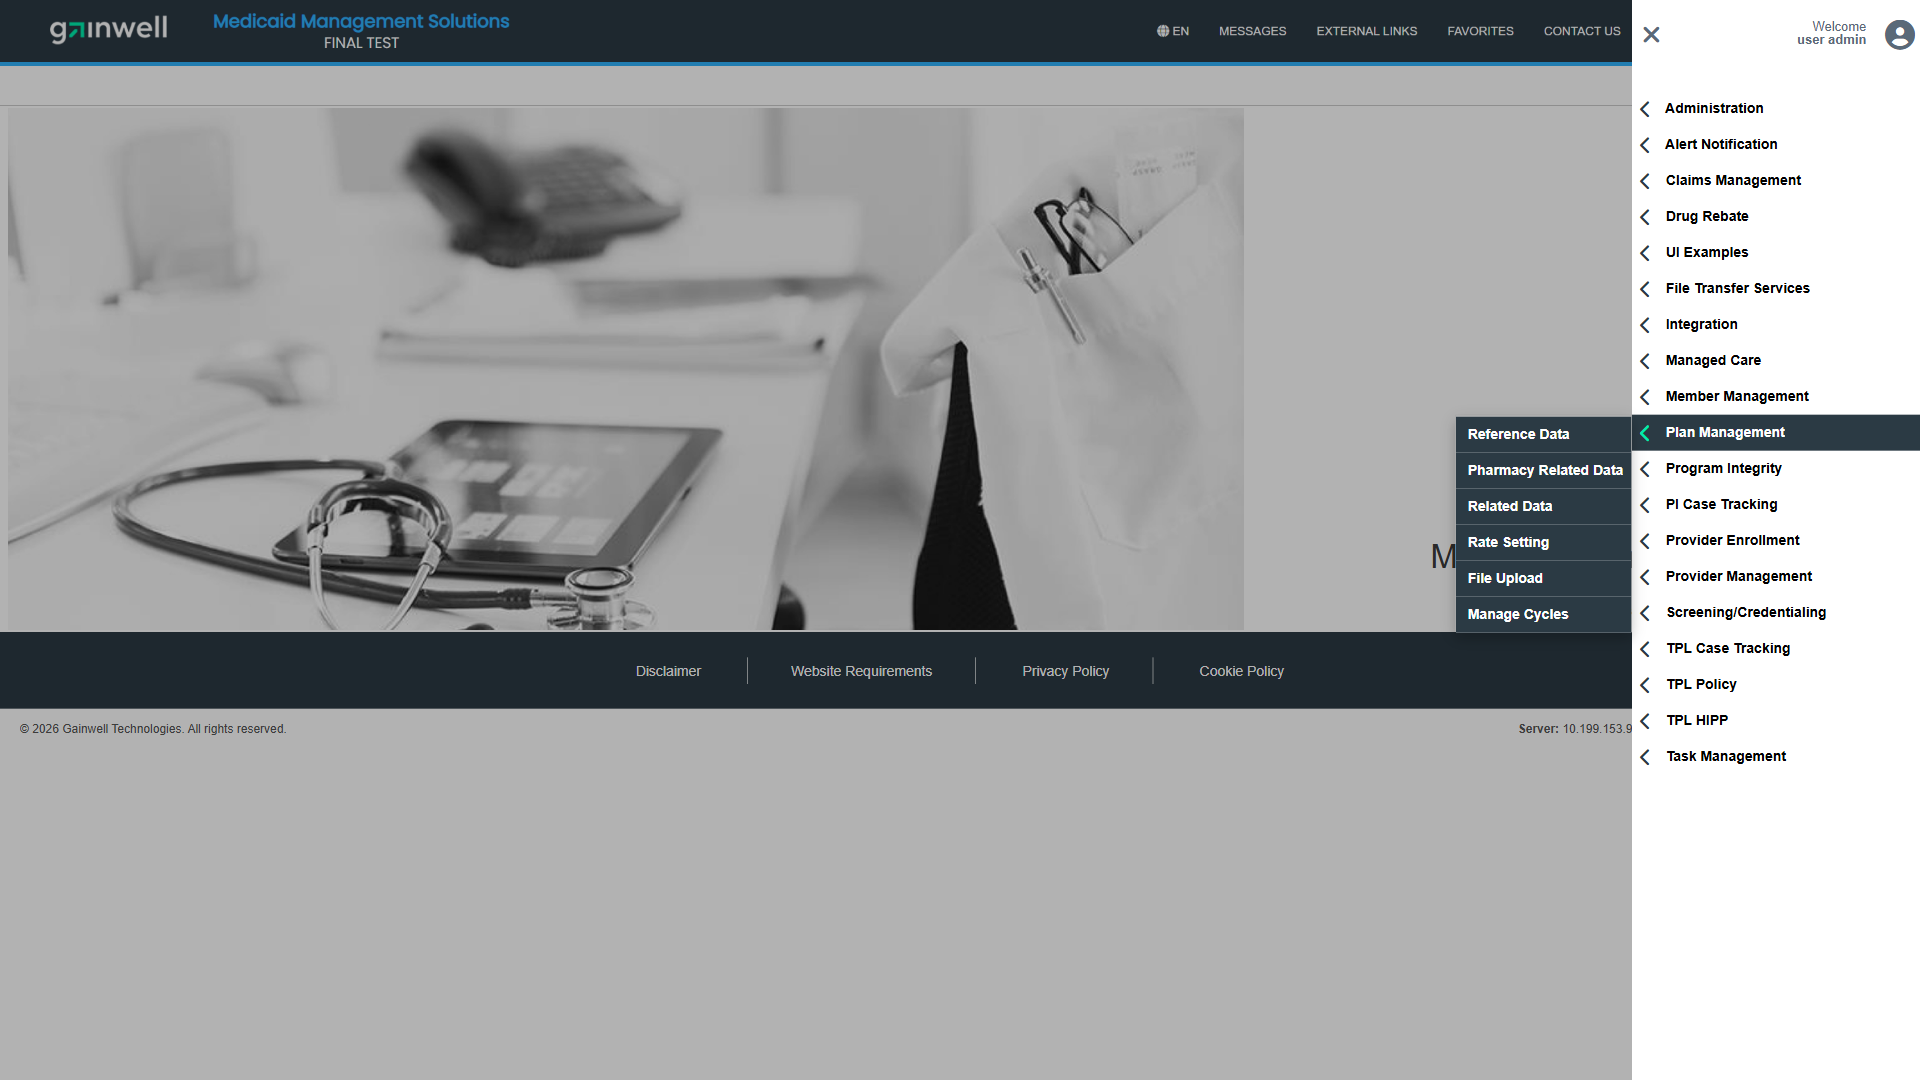 gainwell
Medicaid Management Solutions
FINAL TEST
EN
MESSAGES
EXTERNAL LINKS
FAVORITES
CONTACT US
Welcome
user admin
Administration
Alert Notification
Claims Management
Drug Rebate
UI Examples
File Transfer Services
Integration
Managed Care
Member Management
Plan Management
Program Integrity
PI Case Tracking
Provider Enrollment
Provider Management
Screening/Credentialing
TPL Case Tracking
TPL Policy
TPL HIPP
Task Management
Reference Data
Pharmacy Related Data
Related Data
Rate Setting
File Upload
Manage Cycles
M
Disclaimer
Website Requirements
Privacy Policy
Cookie Policy
© 2026 Gainwell Technologies. All rights reserved.
Server: 10.199.153.9